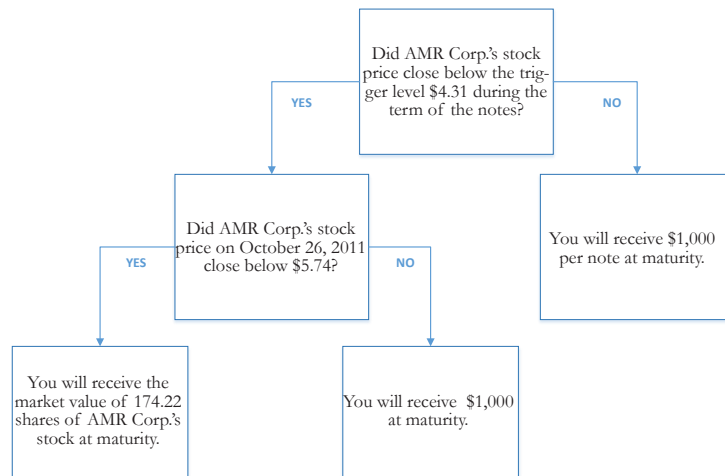 Did AMR Corp.'s stock
price close below the trig-
ger level $4.31 during the
term of the notes?
YES
NO
Did AMR Corp.'s stock
price on October 26, 2011
close below $5.74?
You will receive $1,000
per note at maturity.
YES
NO
You will receive the
market value of 174.22
shares of AMR Corp.'s
stock at maturity.
You will receive $1,000
at maturity.